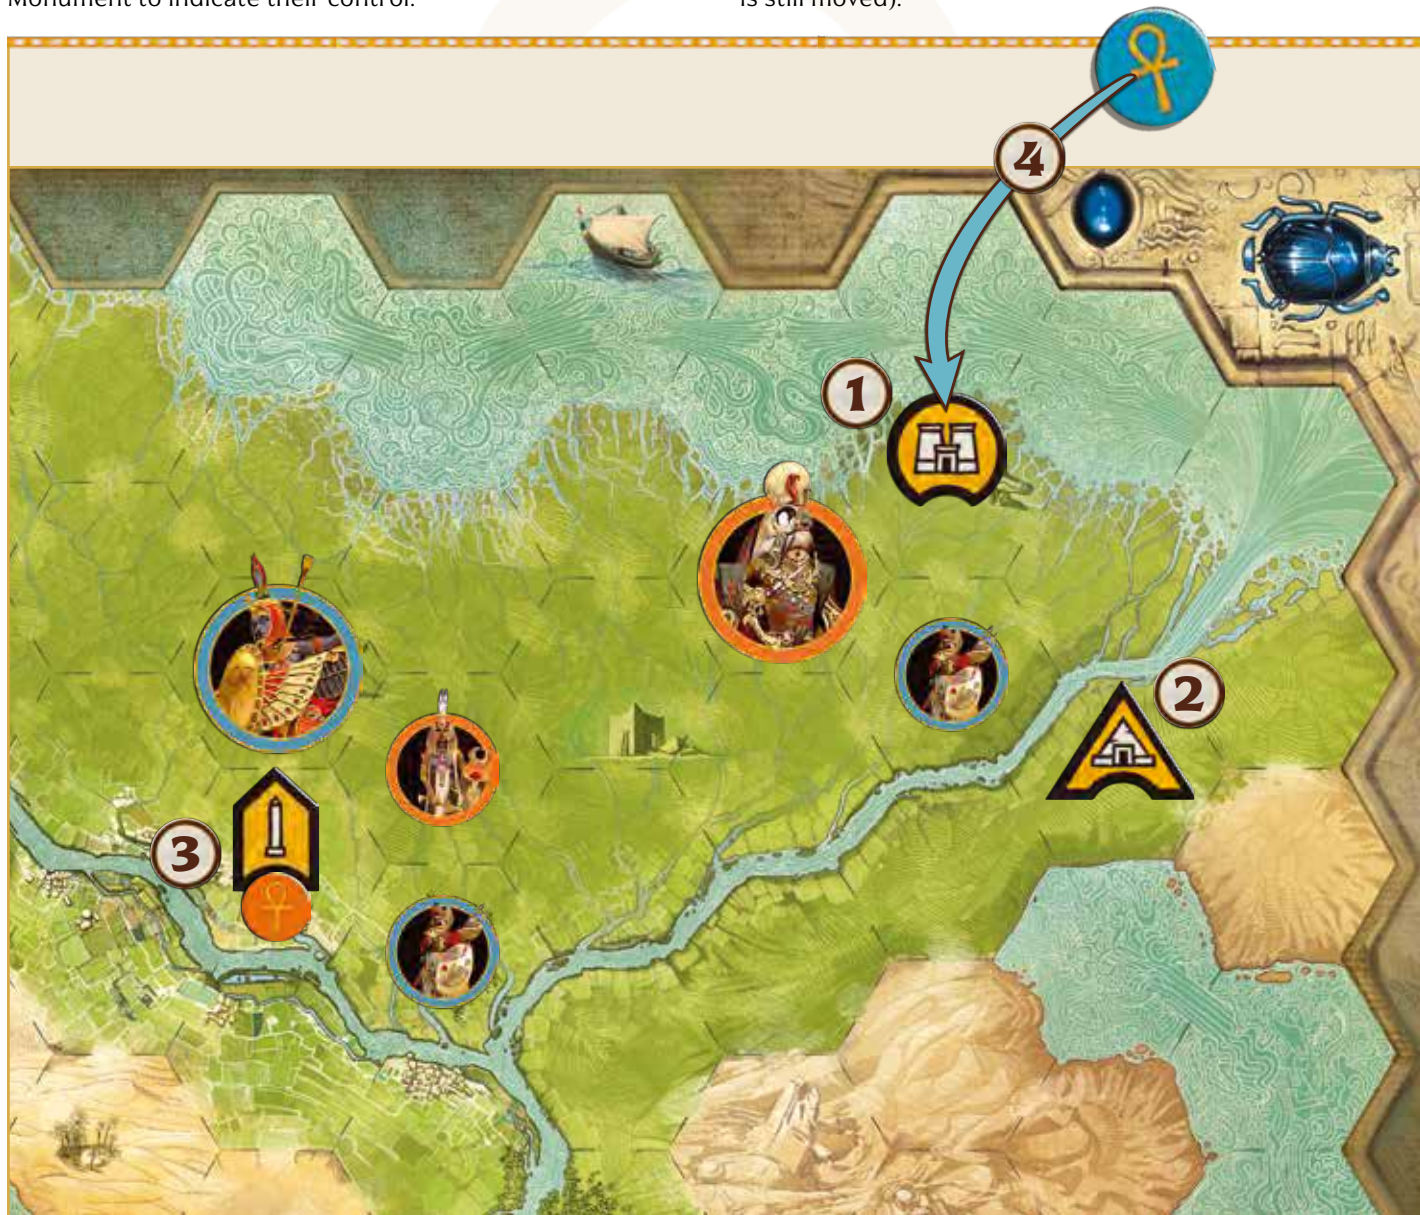 Monument to indicate their control.
is still moved).
4
1
2
3